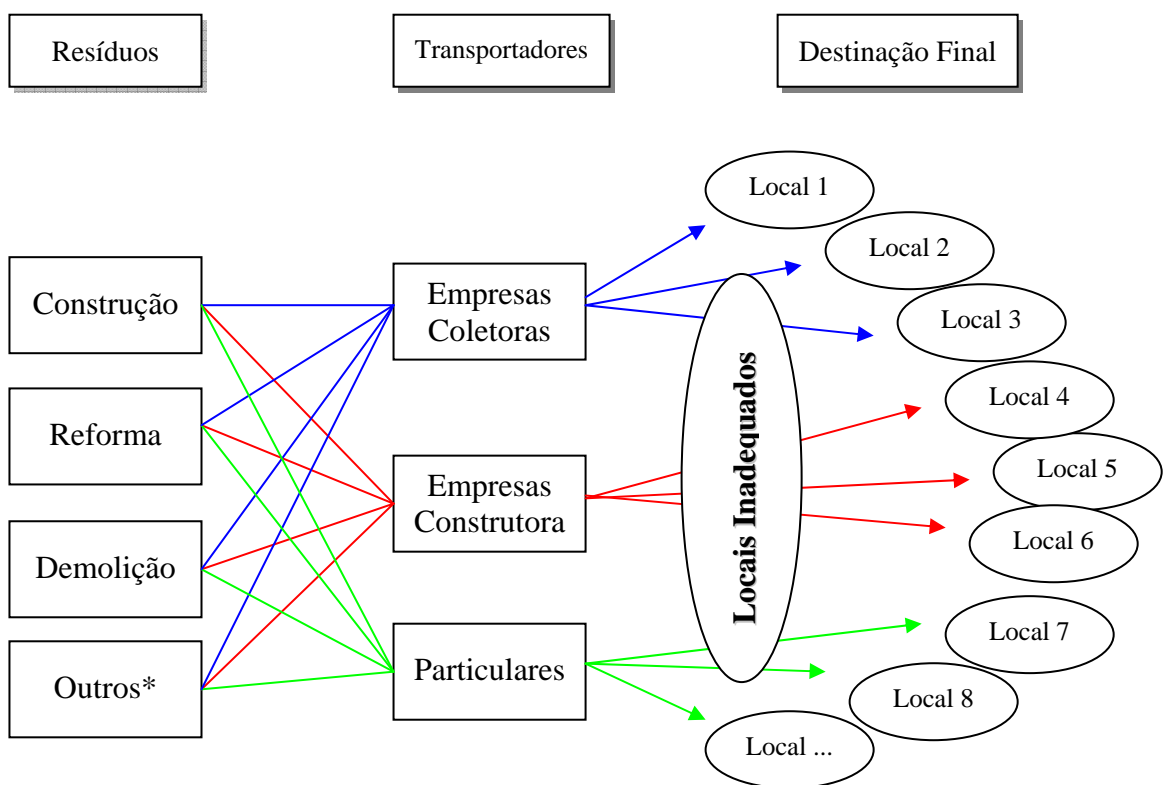 Resíduos
Transportadores
Destinação Final
Construção
Reforma
Demolição
Outros*
Empresas
Coletoras
Empresas
Construtora
Particulares
Locais Inadequados
Local 1
Local 2
Local 3
Local 4
Local 5
Local 6
Local 7
Local 8
Local ...